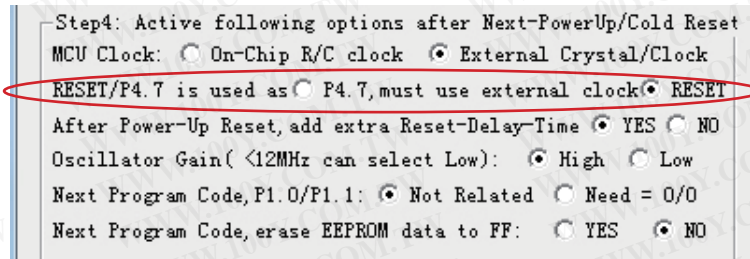 Step4: Active following options after Next-PowerUp/Cold Reset
MCU Clock: On-Chip R/C clock External Crystal/Clock
RESET/P4.7 is used as P4.7,must use external clock RESET
After Power-Up Reset,add extra Reset-Delay-Time YES NO
Oscillator Gain( <12MHz can select Low): High Low
Next Program Code,P1.0/P1.1: Not Related Need = 0/0
Next Program Code,erase EEPROM data to FF: YES NO